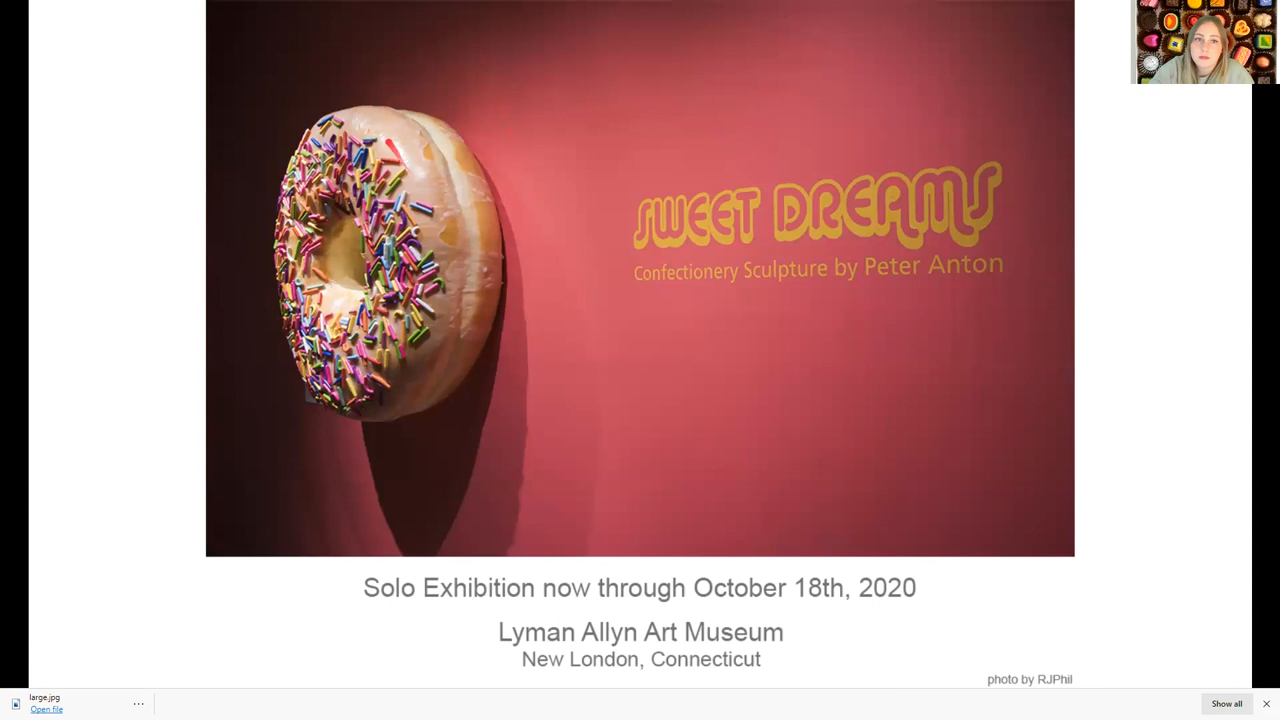 SWEET DREAMS
Confectionery Sculpture by Peter Anton
Solo Exhibition now through October 18th, 2020
Lyman Allyn Art Museum
New London, Connecticut
photo by RJPhil
large.jpg
Open file
Show all